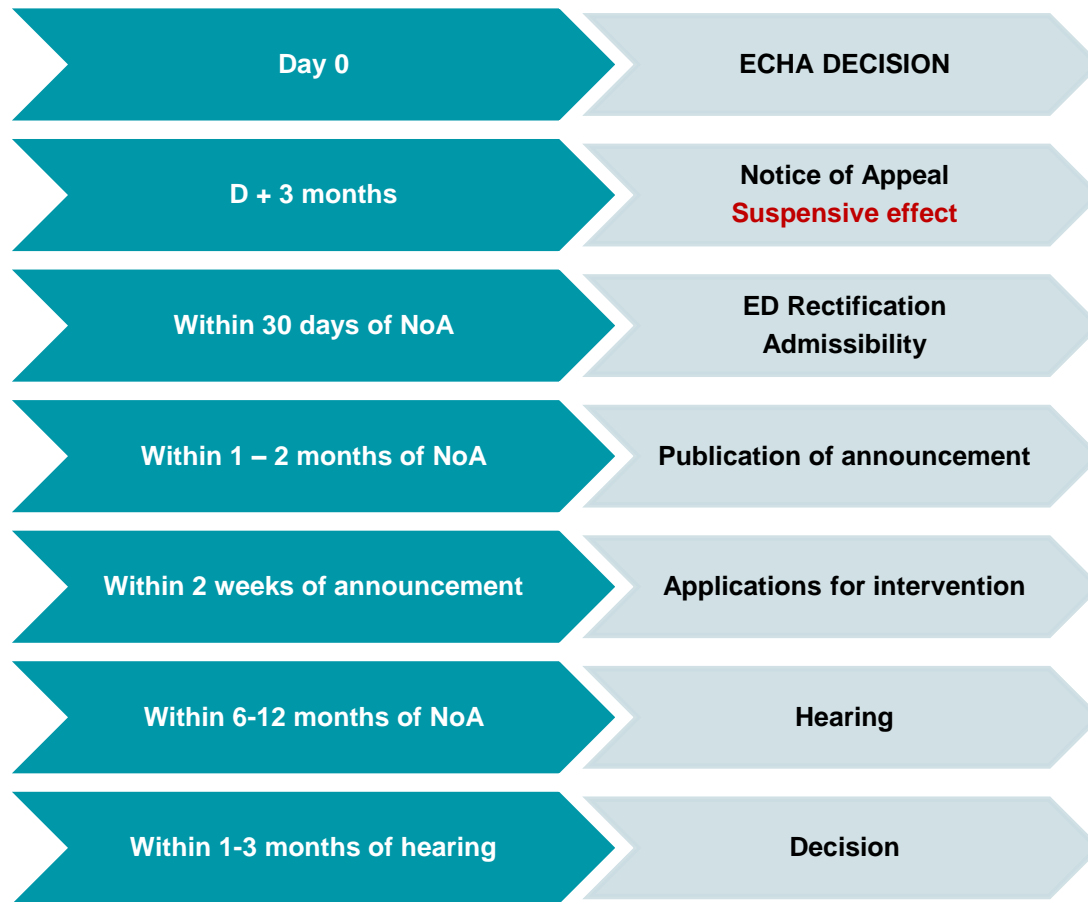 Day 0
ECHA DECISION
D + 3 months
Notice of Appeal
Suspensive effect
Within 30 days of NoA
ED Rectification
Admissibility
Within 1 – 2 months of NoA
Publication of announcement
Within 2 weeks of announcement
Applications for intervention
Within 6-12 months of NoA
Hearing
Within 1-3 months of hearing
Decision